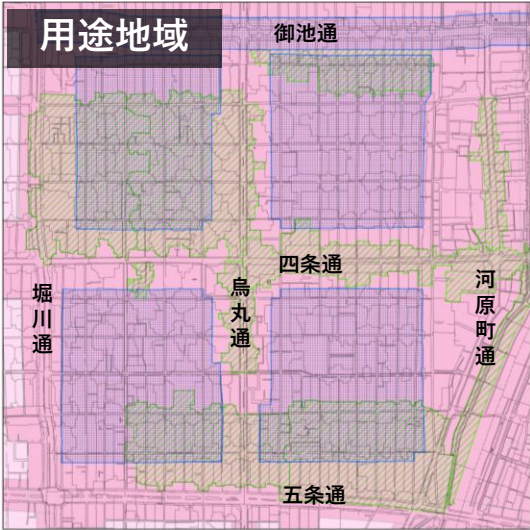 用途地域
御池通
四条通
堀川通
烏丸通
河原町通
五条通